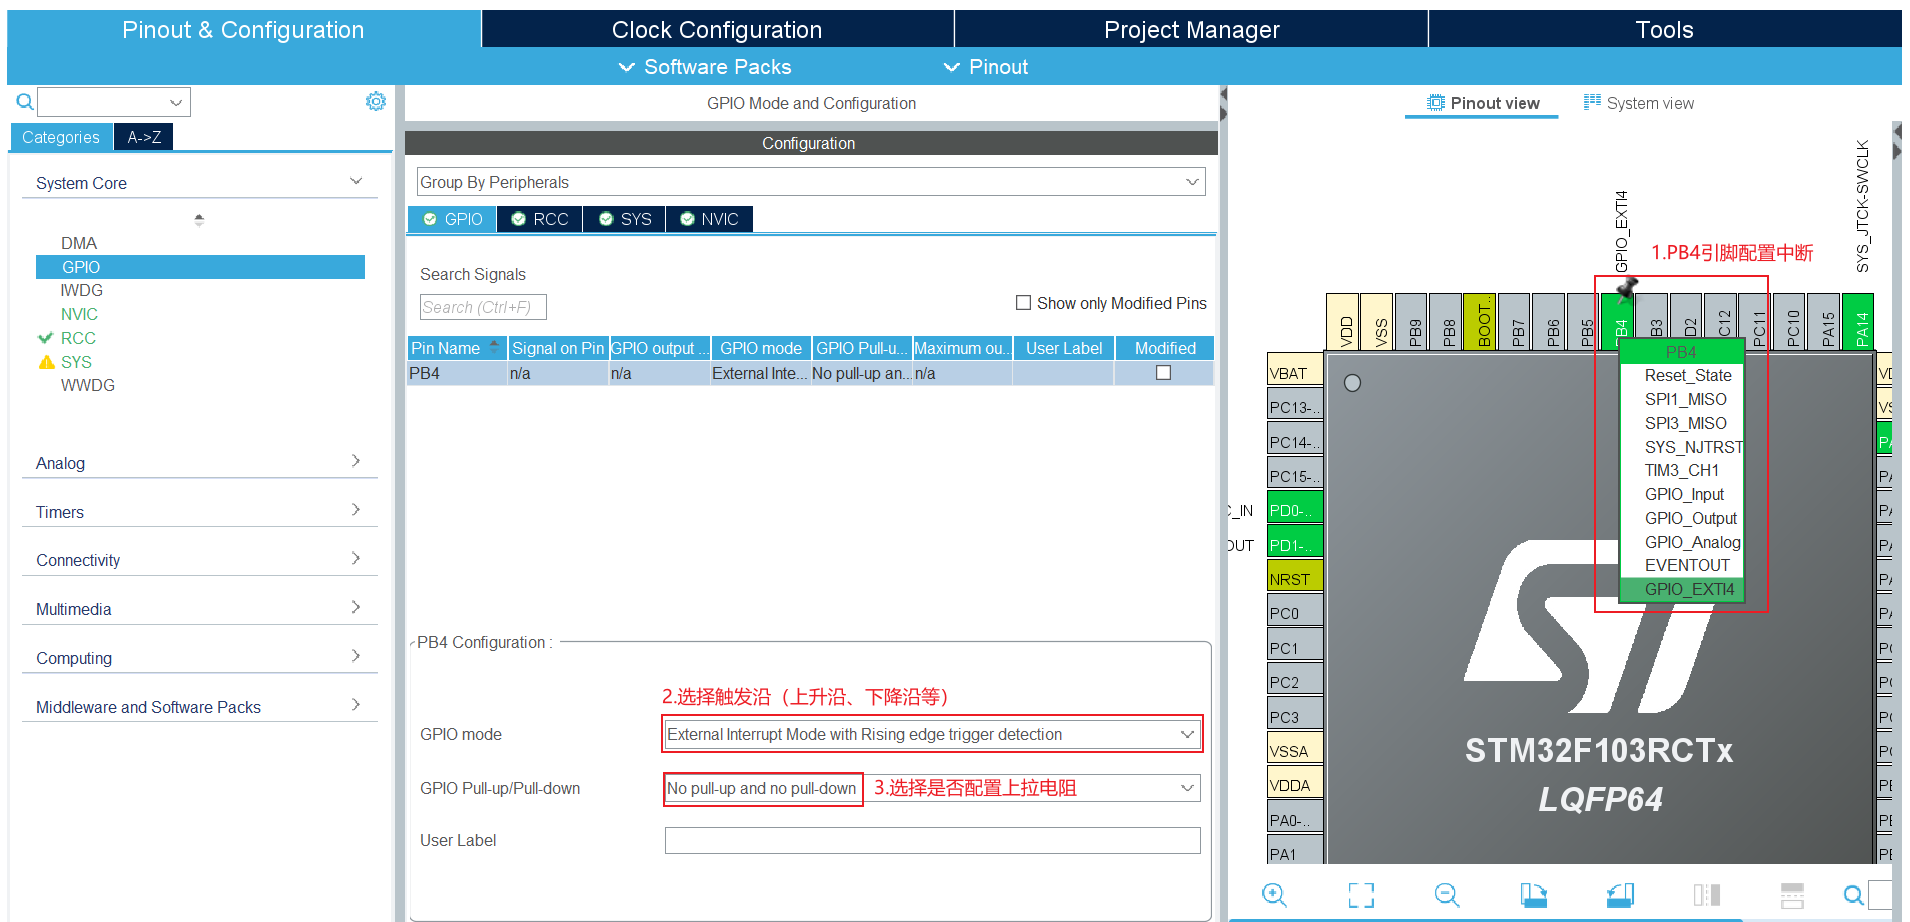 Pinout & Configuration
Clock Configuration
Project Manager
Tools
Software Packs
Pinout
GPIO Mode and Configuration
Pinout view
System view
Categories
A->Z
Configuration
System Core
Group By Peripherals
GPIO
RCC
SYS
NVIC
DMA
GPIO
IWDG
NVIC
RCC
SYS
WWDG
Analog
Timers
Connectivity
Multimedia
Computing
Middleware and Software Packs
Search Signals
Search (Ctrl+F)
Show only Modified Pins
Pin Name
Signal on Pin
GPIO output ...
GPIO mode
GPIO Pull-u...
Maximum ou...
User Label
Modified
PB4
n/a
n/a
External Inte...
No pull-up an...
n/a
PB4 Configuration :
2.选择触发沿（上升沿、下降沿等）
GPIO mode
External Interrupt Mode with Rising edge trigger detection
GPIO Pull-up/Pull-down
No pull-up and no pull-down
3.选择是否配置上拉电阻
User Label
GPIO_EXTI4
SYS_JTCK-SWCLK
1.PB4引脚配置中断
VDD
VSS
PB9
PB8
BOOT..
PB7
PB6
PB5
B4
B3
D2
C12
PC11
PC10
PA15
PA14
PB4
Reset_State
SPI1_MISO
SPI3_MISO
SYS_NJTRST
TIM3_CH1
GPIO_Input
GPIO_Output
GPIO_Analog
EVENTOUT
GPIO_EXTI4
VBAT
PC13-..
PC14-..
PC15-..
C_IN
PD0-..
OUT
PD1-..
NRST
PC0
PC1
PC2
PC3
VSSA
VDDA
PA0-..
PA1
STM32F103RCTx
LQFP64